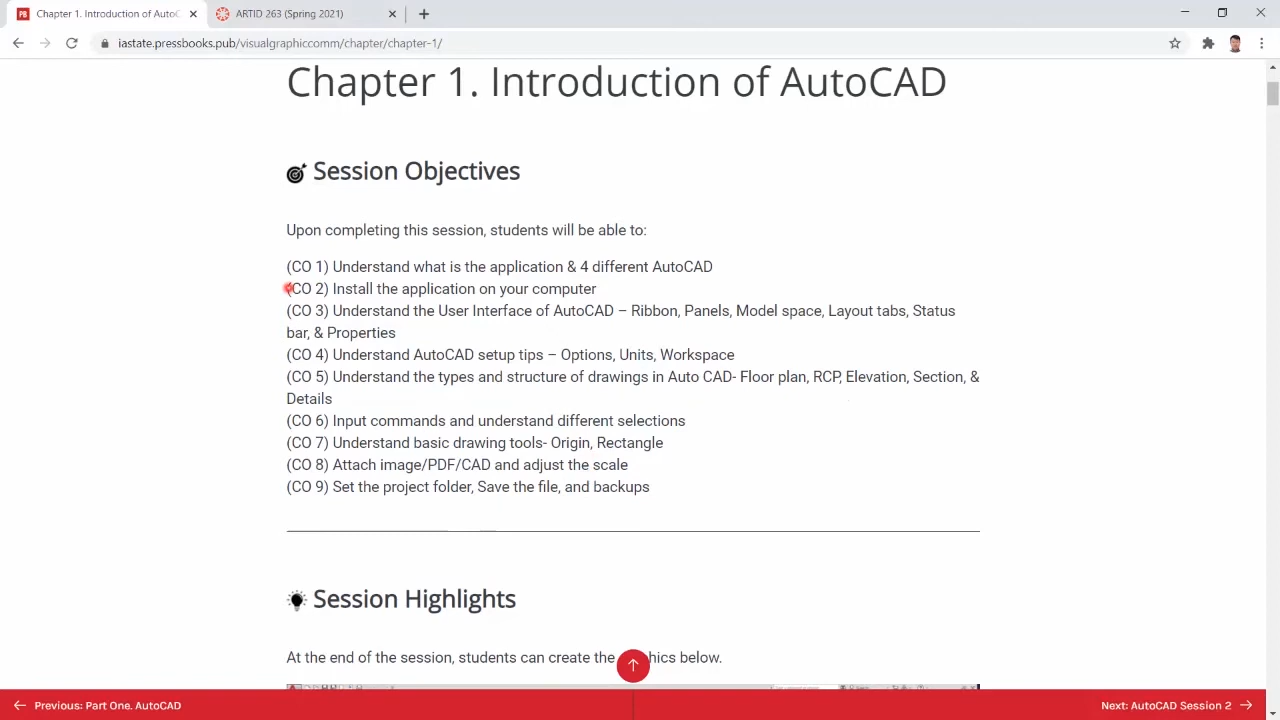 Chapter 1. Introduction of AutoC
ARTID 263 (Spring 2021)
iastate.pressbooks.pub/visualgraphiccomm/chapter/chapter-1/
Chapter 1. Introduction of AutoCAD
Session Objectives
Upon completing this session, students will be able to:
(CO 1) Understand what is the application & 4 different AutoCAD
(CO 2) Install the application on your computer
(CO 3) Understand the User Interface of AutoCAD – Ribbon, Panels, Model space, Layout tabs, Status
bar, & Properties
(CO 4) Understand AutoCAD setup tips – Options, Units, Workspace
(CO 5) Understand the types and structure of drawings in Auto CAD- Floor plan, RCP, Elevation, Section, &
Details
(CO 6) Input commands and understand different selections
(CO 7) Understand basic drawing tools- Origin, Rectangle
(CO 8) Attach image/PDF/CAD and adjust the scale
(CO 9) Set the project folder, Save the file, and backups
Session Highlights
At the end of the session, students can create the hics below.
Previous: Part One. AutoCAD
Next: AutoCAD Session 2